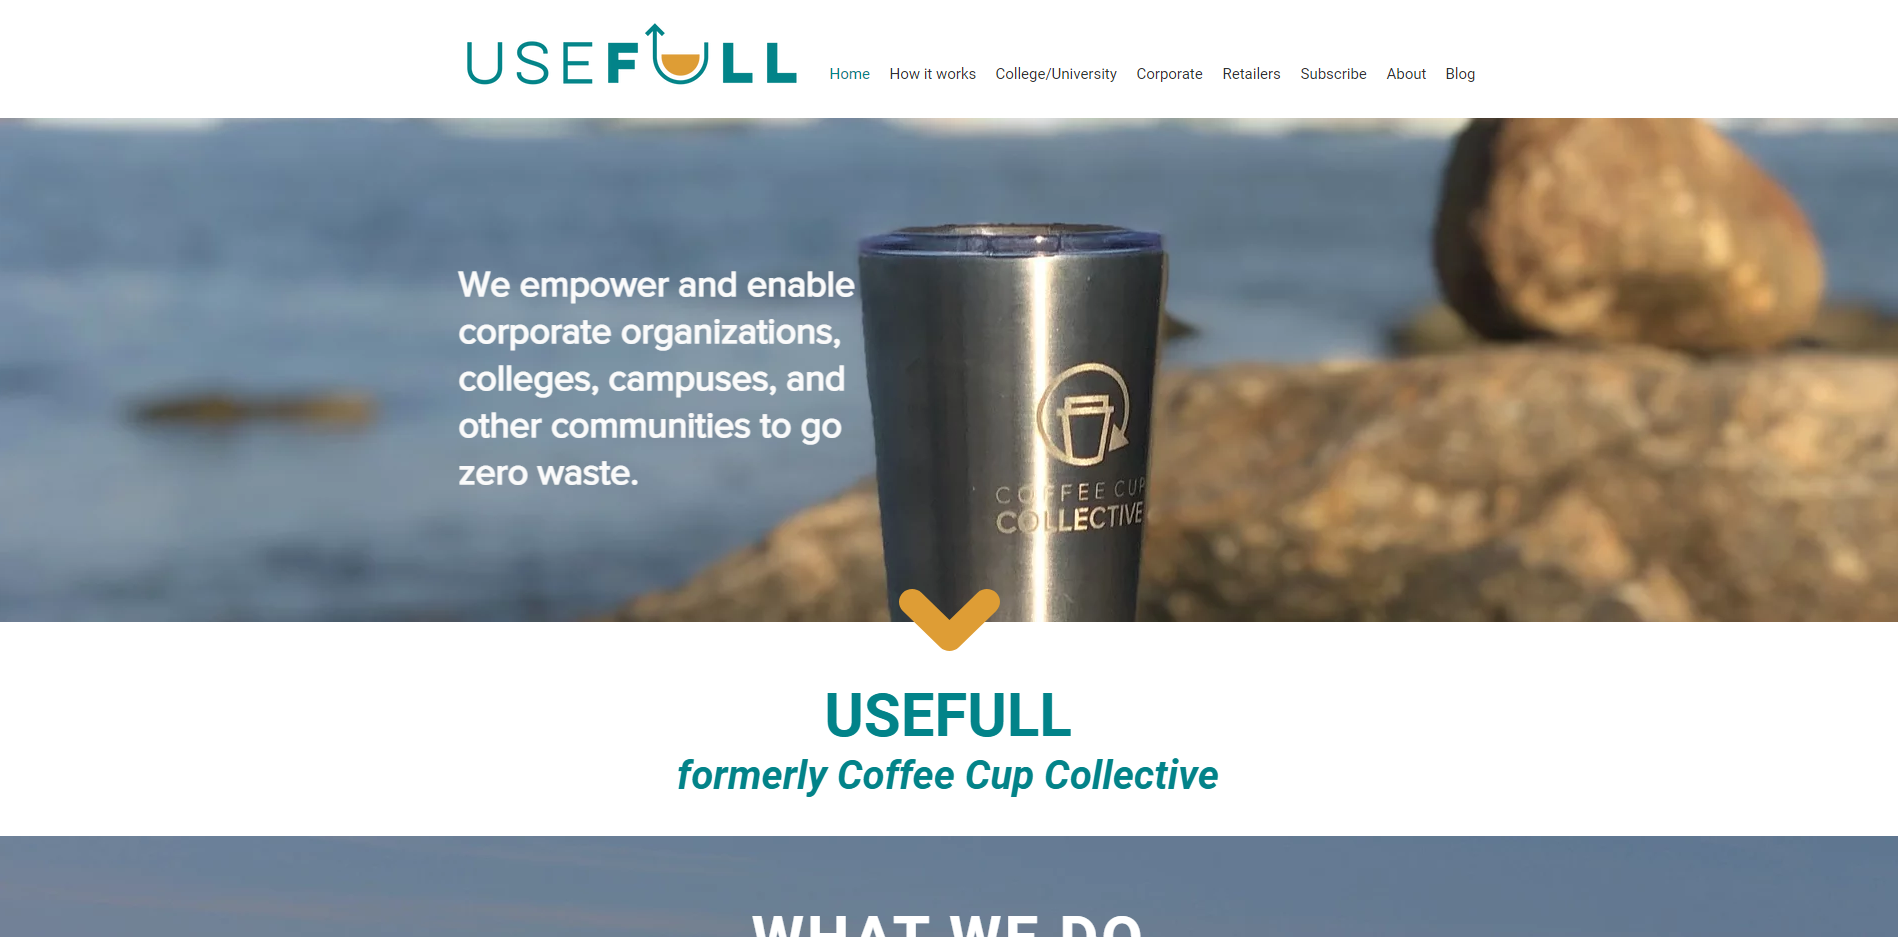 USEFULL
Home How it works College/University Corporate Retailers Subscribe About Blog
We empower and enable
corporate organizations,
colleges, campuses, and
other communities to go
zero waste.
COFFEE CUP
COLLECTIVE
USEFULL
formerly Coffee Cup Collective
WHAT WE DO